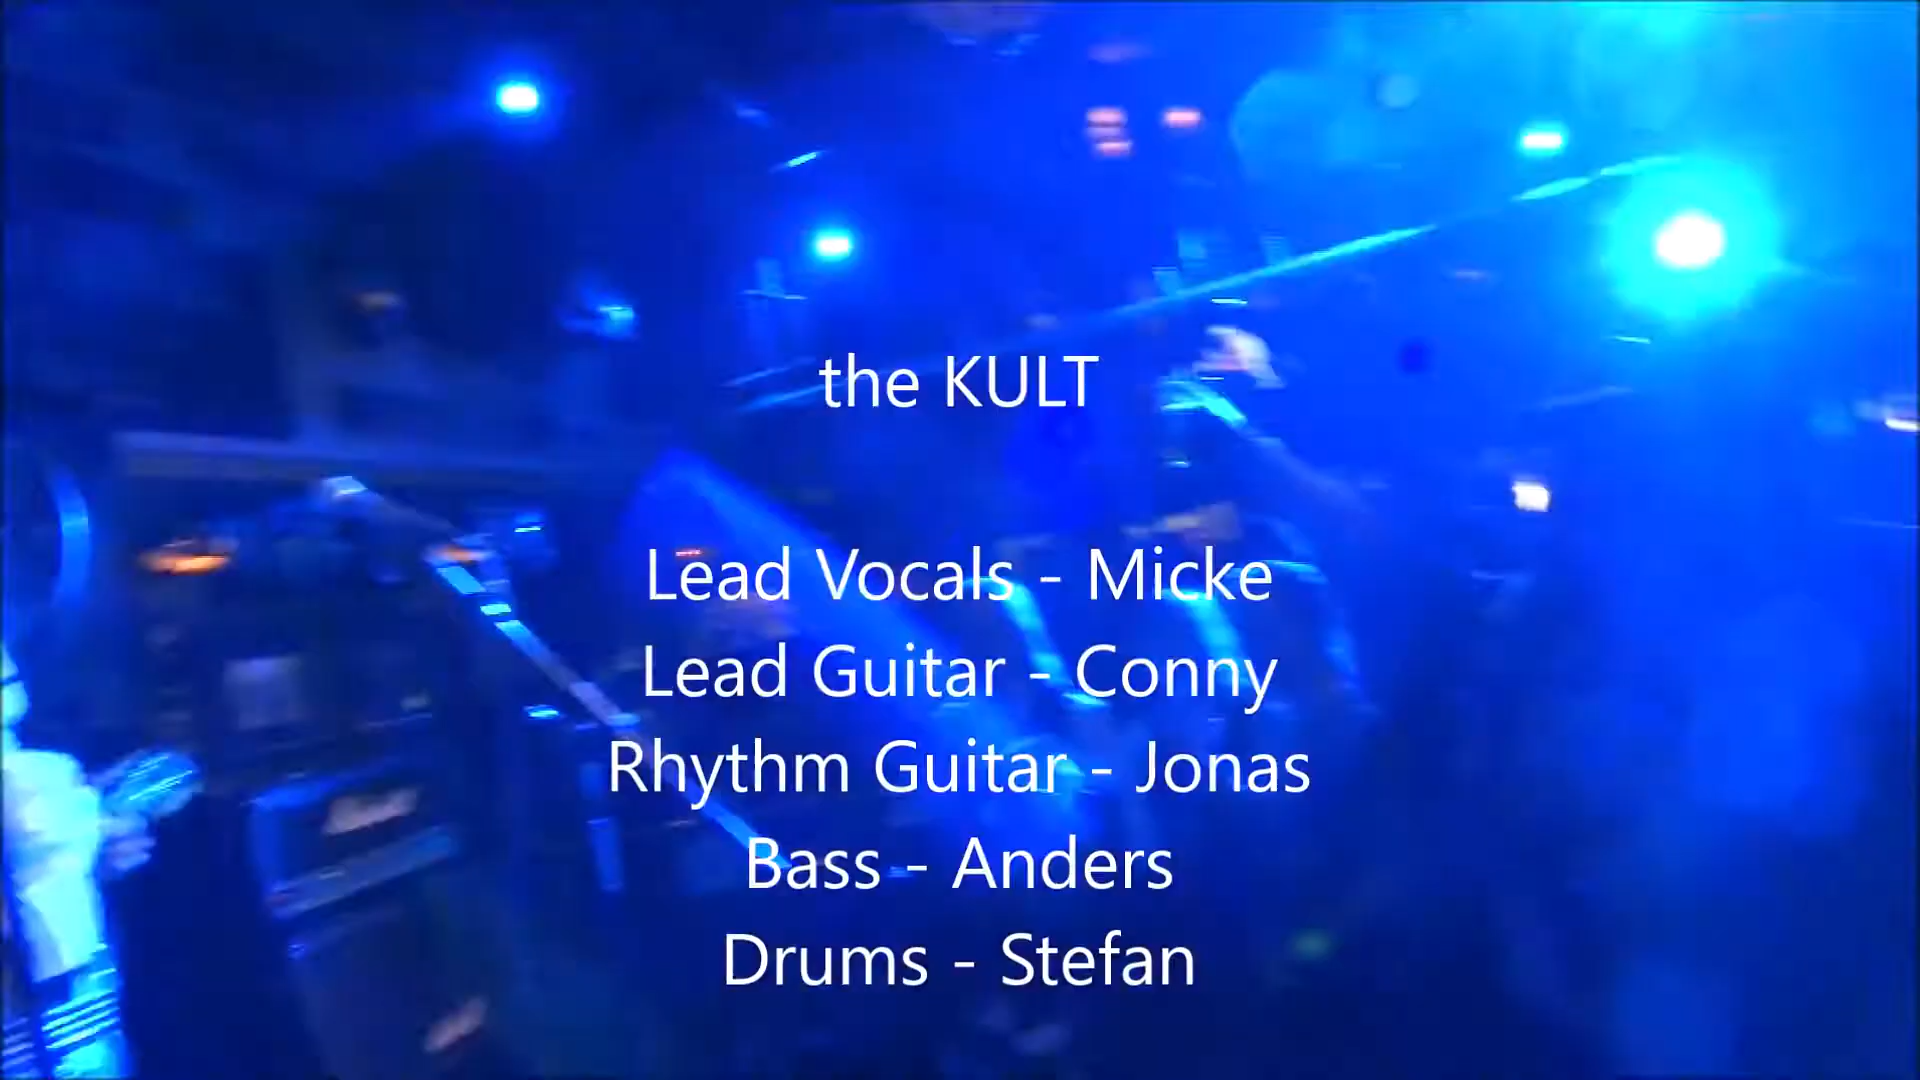 the KULT
Lead Vocals - Micke
Lead Guitar - Conny
Rhythm Guitar - Jonas
Bass - Anders
Drums - Stefan